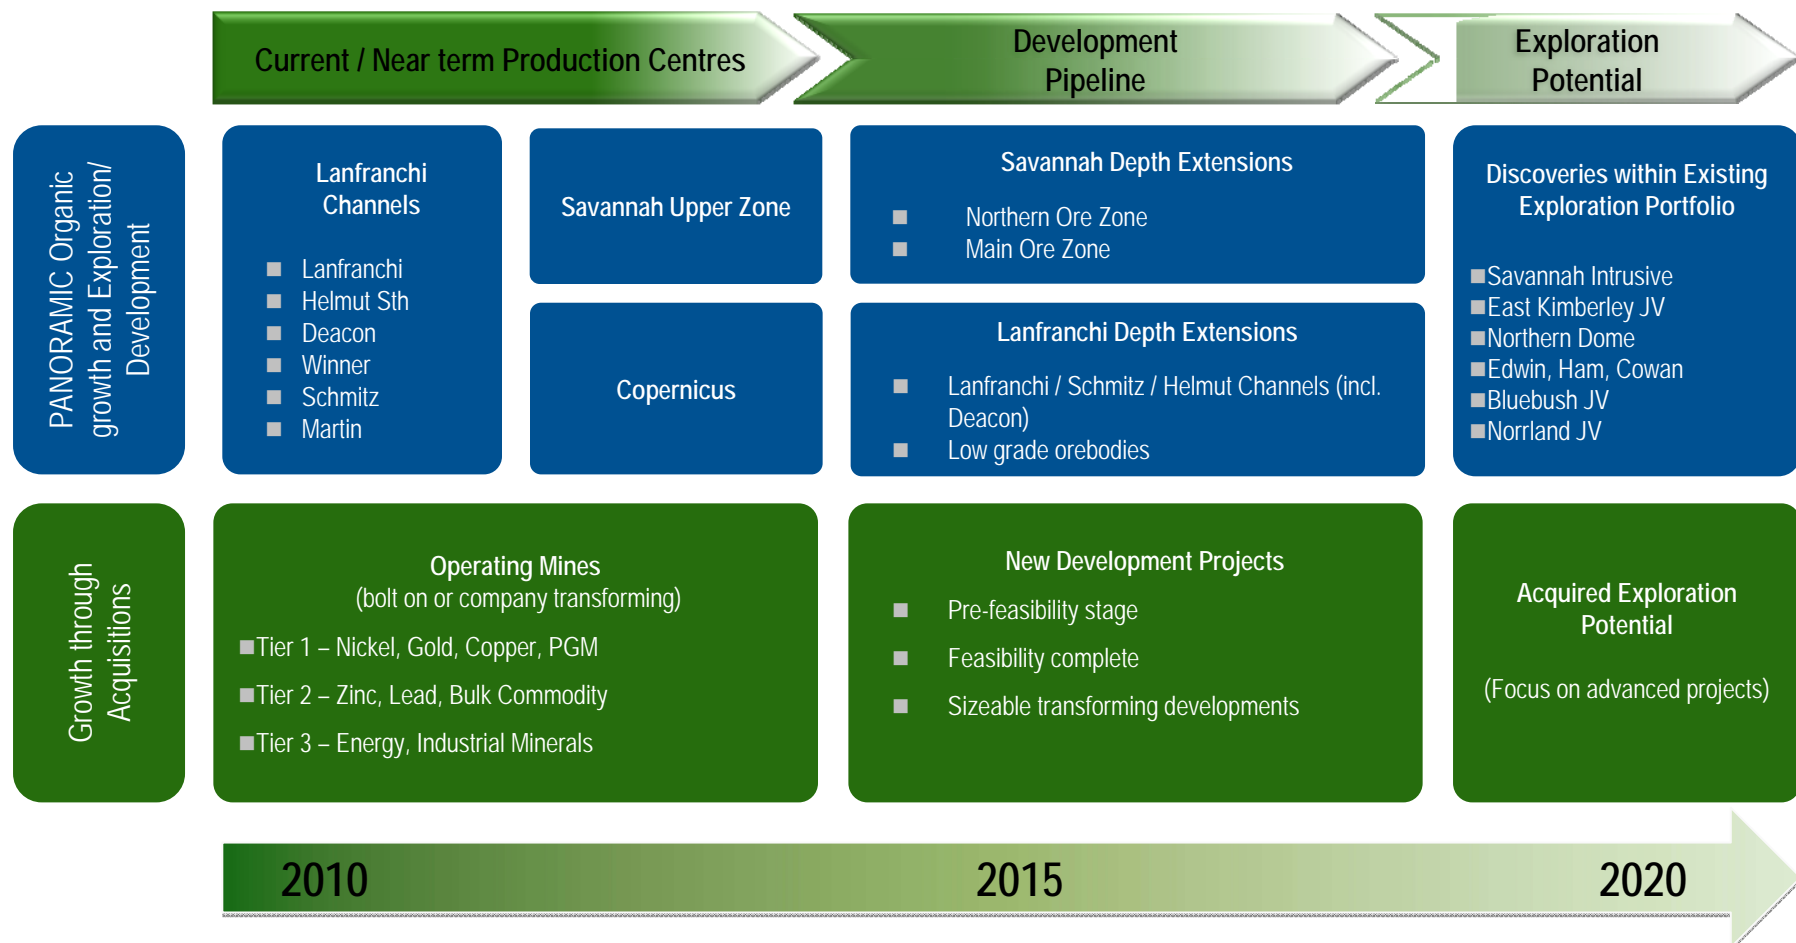 Current / Near term Production Centres
Development
Pipeline
Exploration
Potential
PANORAMIC Organic
growth and Exploration/
Development
Lanfranchi
Channels
■ Lanfranchi
■ Helmut Sth
■ Deacon
■ Winner
■ Schmitz
■ Martin
Savannah Upper Zone
Copernicus
Savannah Depth Extensions
■ Northern Ore Zone
■ Main Ore Zone
Lanfranchi Depth Extensions
■ Lanfranchi / Schmitz / Helmut Channels (incl.
Deacon)
■ Low grade orebodies
Discoveries within Existing
Exploration Portfolio
■Savannah Intrusive
■East Kimberley JV
■Northern Dome
■Edwin, Ham, Cowan
■Bluebush JV
■Norrland JV
Growth through
Acquisitions
Operating Mines
(bolt on or company transforming)
■Tier 1 – Nickel, Gold, Copper, PGM
■Tier 2 – Zinc, Lead, Bulk Commodity
■Tier 3 – Energy, Industrial Minerals
New Development Projects
■ Pre-feasibility stage
■ Feasibility complete
■ Sizeable transforming developments
Acquired Exploration
Potential
(Focus on advanced projects)
2010
2015
2020